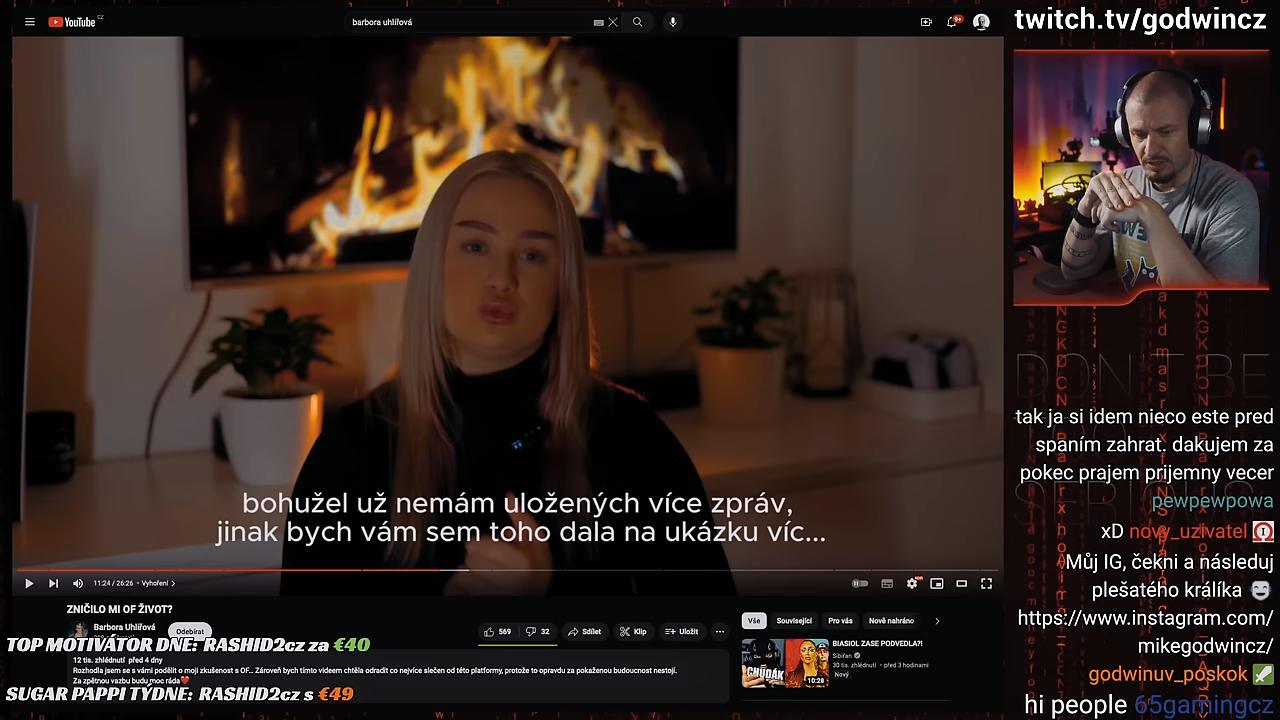 YouTube CZ
barbora uhlířová
9+
twitch.tv/godwincz
bohužel už nemám uložených více zpráv,
jinak bych vám sem toho dala na ukázku víc...
11:24 / 26:26 • Vyhoření
ZNIČILO MI OF ŽIVOT?
Barbora Uhlířová
Odebírat
569
32
Sdílet
Klip
Uložit
TOP MOTIVÁTOR DNE: RASHID2cz za €40
12 tis. zhlédnutí před 4 dny
Rozhodla jsem se s vámi podělit o moji zkušenost s OF... Zároveň bych tímto videem chtěla odradit co nejvíce slečen od této platformy, protože to opravdu za pokaženou budoucnost nestojí.
Za zpětnou vazbu budu moc ráda❤
SUGAR PAPPI TÝDNE: RASHID2cz s €49
Vše
Související
Pro vás
Nově nahráno
BIASIOL ZASE PODVEDLA?!
Sibiřan
30 tis. zhlédnutí • před 3 hodinami
Nový
CHUDÁK
10:28
DON'T BE
tak ja si idem nieco este pred
spaním zahrat. dakujem za
pokec prajem prijemny vecer
pewpewpowa
xD novy_uzivatel
Můj IG, čekni a následuj
plešatého králíka
https://www.instagram.com/
mikegodwincz/
godwinuv_poskok
hi people 65gamingcz